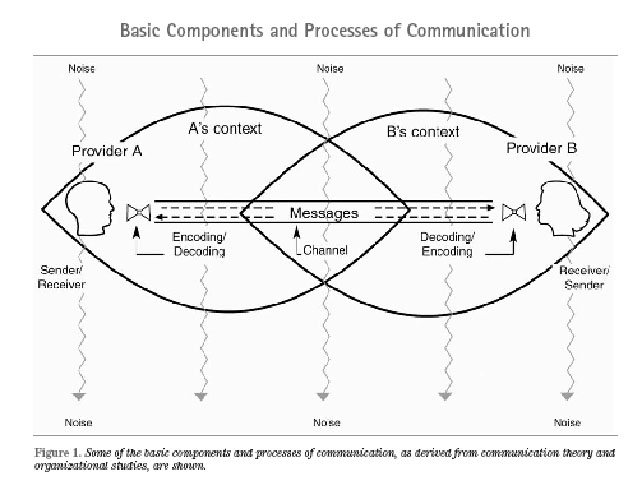 Basic Components and Processes of Communication
Noise Noise Noise
A's context B's context
Provider A Provider B
Messages
Encoding/ Decoding/
Decoding Channel Encoding
Sender/ Receiver/
Receiver Sender
Noise Noise Noise
Figure 1. Some of the basic components and processes of communication, as derived from communication theory and
organizational studies, are shown.